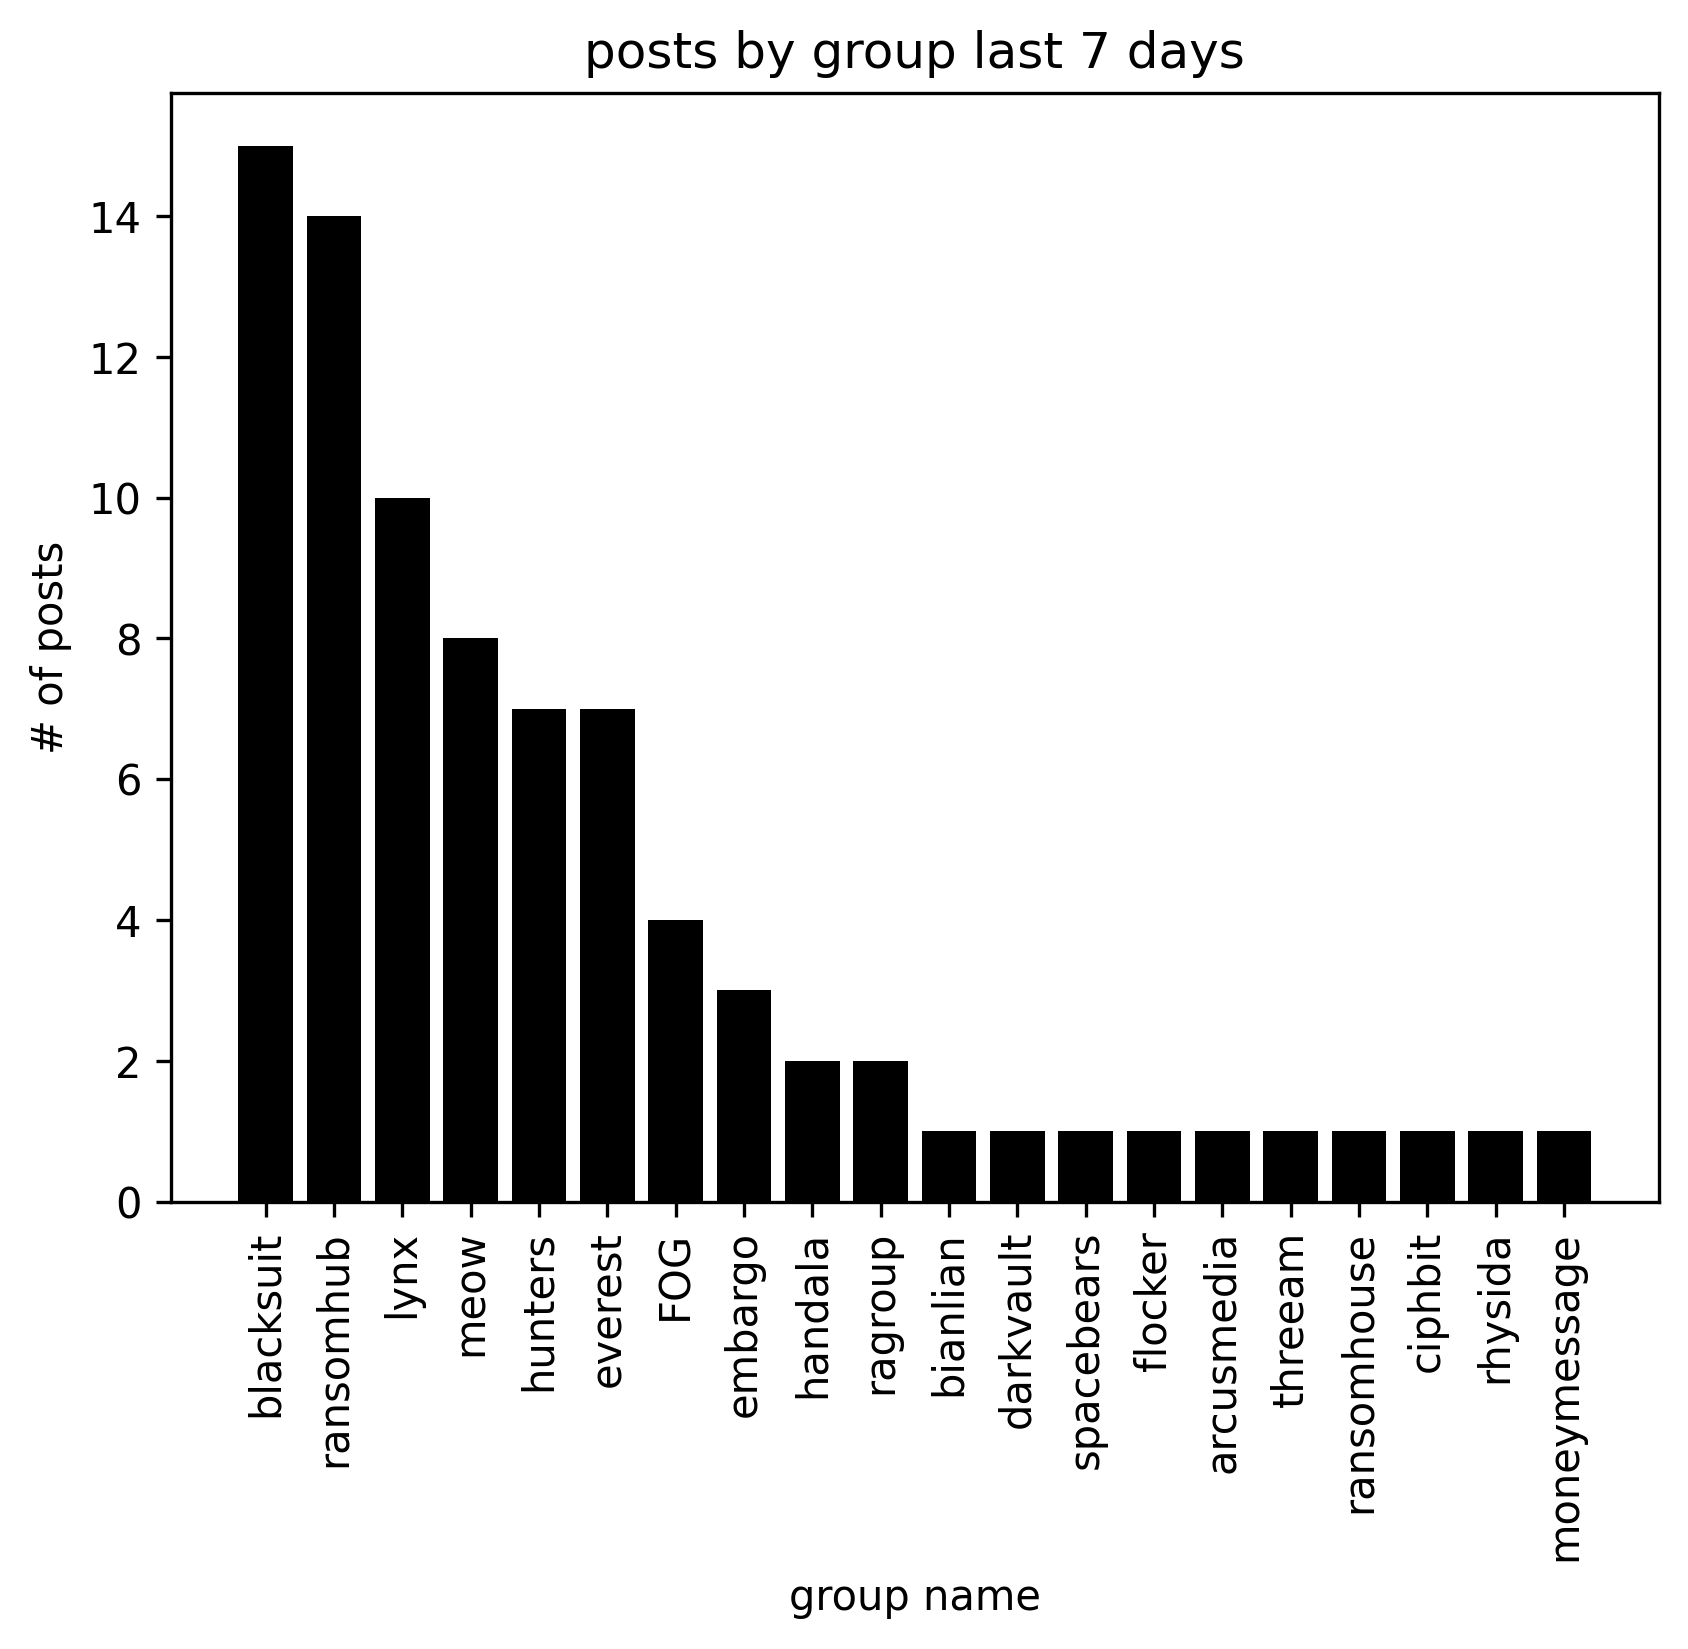 posts by group last 7 days
# of posts
14
12
10
8
6
4
2
0
blacksuit
ransomhub
lynx
meow
hunters
everest
FOG
embargo
handala
ragroup
bianlian
darkvault
spacebears
flocker
arcusmedia
threeam
ransomhouse
ciphbit
rhysida
moneymessage
group name